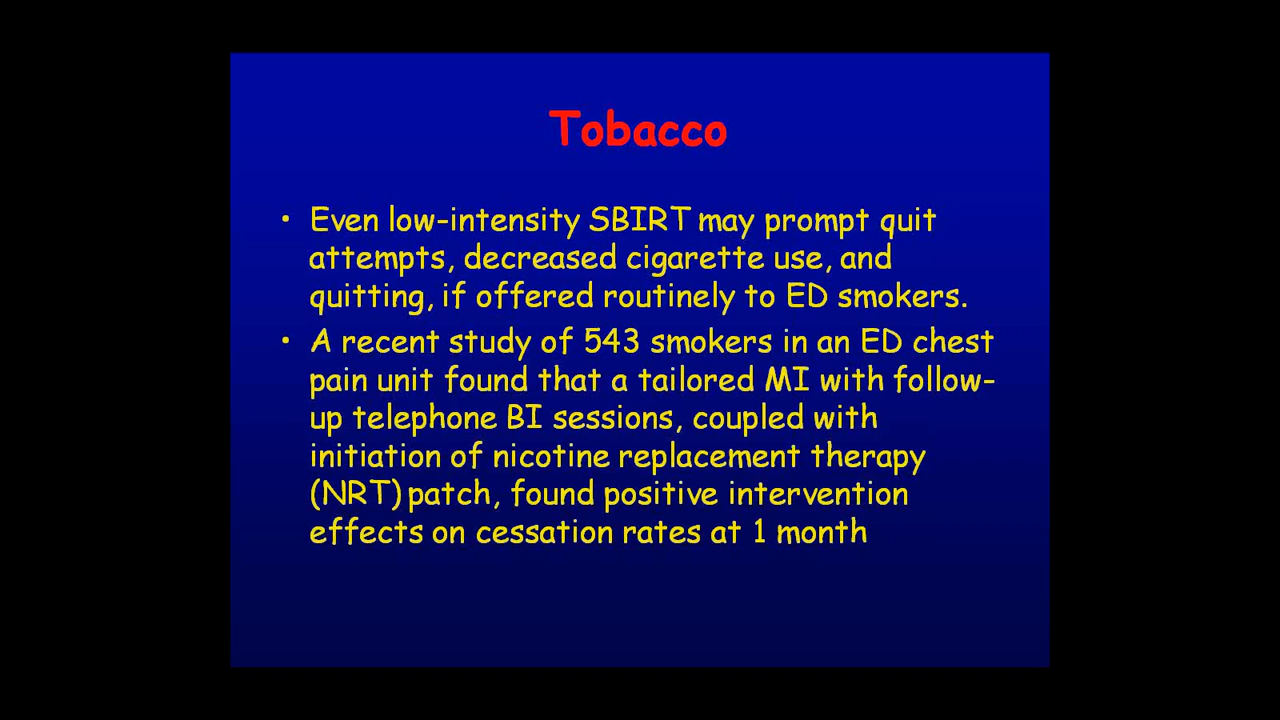 Tobacco
• Even low-intensity SBIRT may prompt quit
attempts, decreased cigarette use, and
quitting, if offered routinely to ED smokers.
• A recent study of 543 smokers in an ED chest
pain unit found that a tailored MI with follow-
up telephone BI sessions, coupled with
initiation of nicotine replacement therapy
(NRT) patch, found positive intervention
effects on cessation rates at 1 month